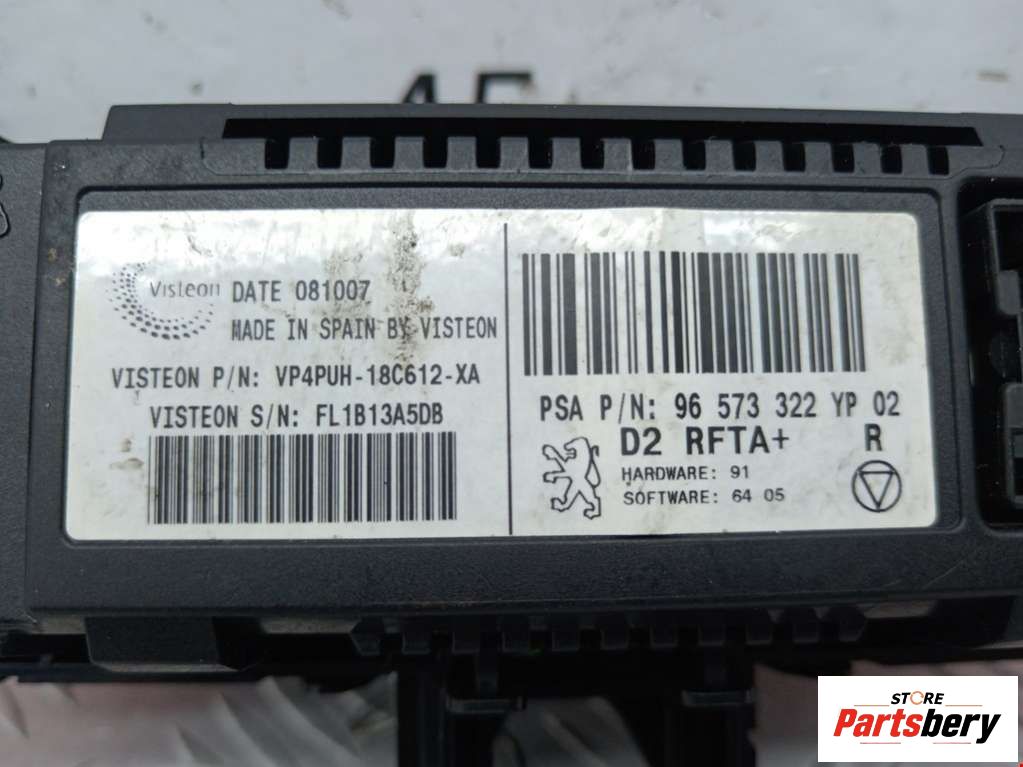 Visteon DATE 081007
MADE IN SPAIN BY VISTEON
VISTEON P/N: VP4PUH-18C612-XA
VISTEON S/N: FL1B13A5DB
PSA P/N: 96 573 322 YP 02
D2 RFTA+ R
HARDWARE: 91
SOFTWARE: 64 05
STORE
Partsbery